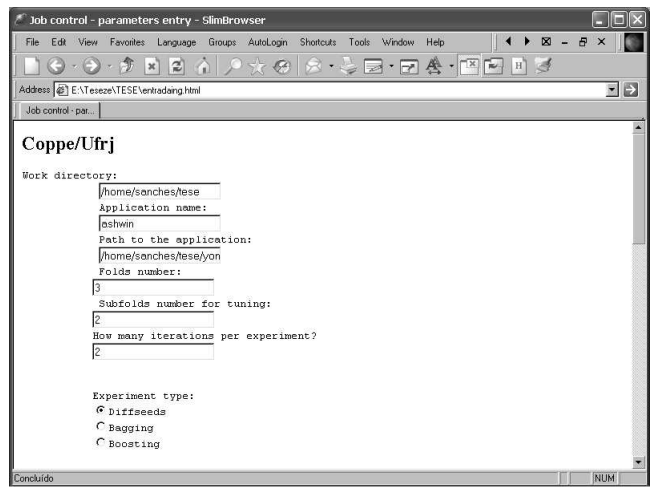 Job control - parameters entry - SlimBrowser
File Edit View Favorites Language Groups AutoLogin Shortcuts Tools Window Help
Address E:\Teseze\TESE\entradaing.html
Job control - par...
Coppe/Ufrj
Work directory:
/home/sanches/tese
Application name:
ashwin
Path to the application:
/home/sanches/tese/yon
Folds number:
3
Subfolds number for tuning:
2
How many iterations per experiment?
2
Experiment type:
Diffseeds
Bagging
Boosting
Concluído NUM